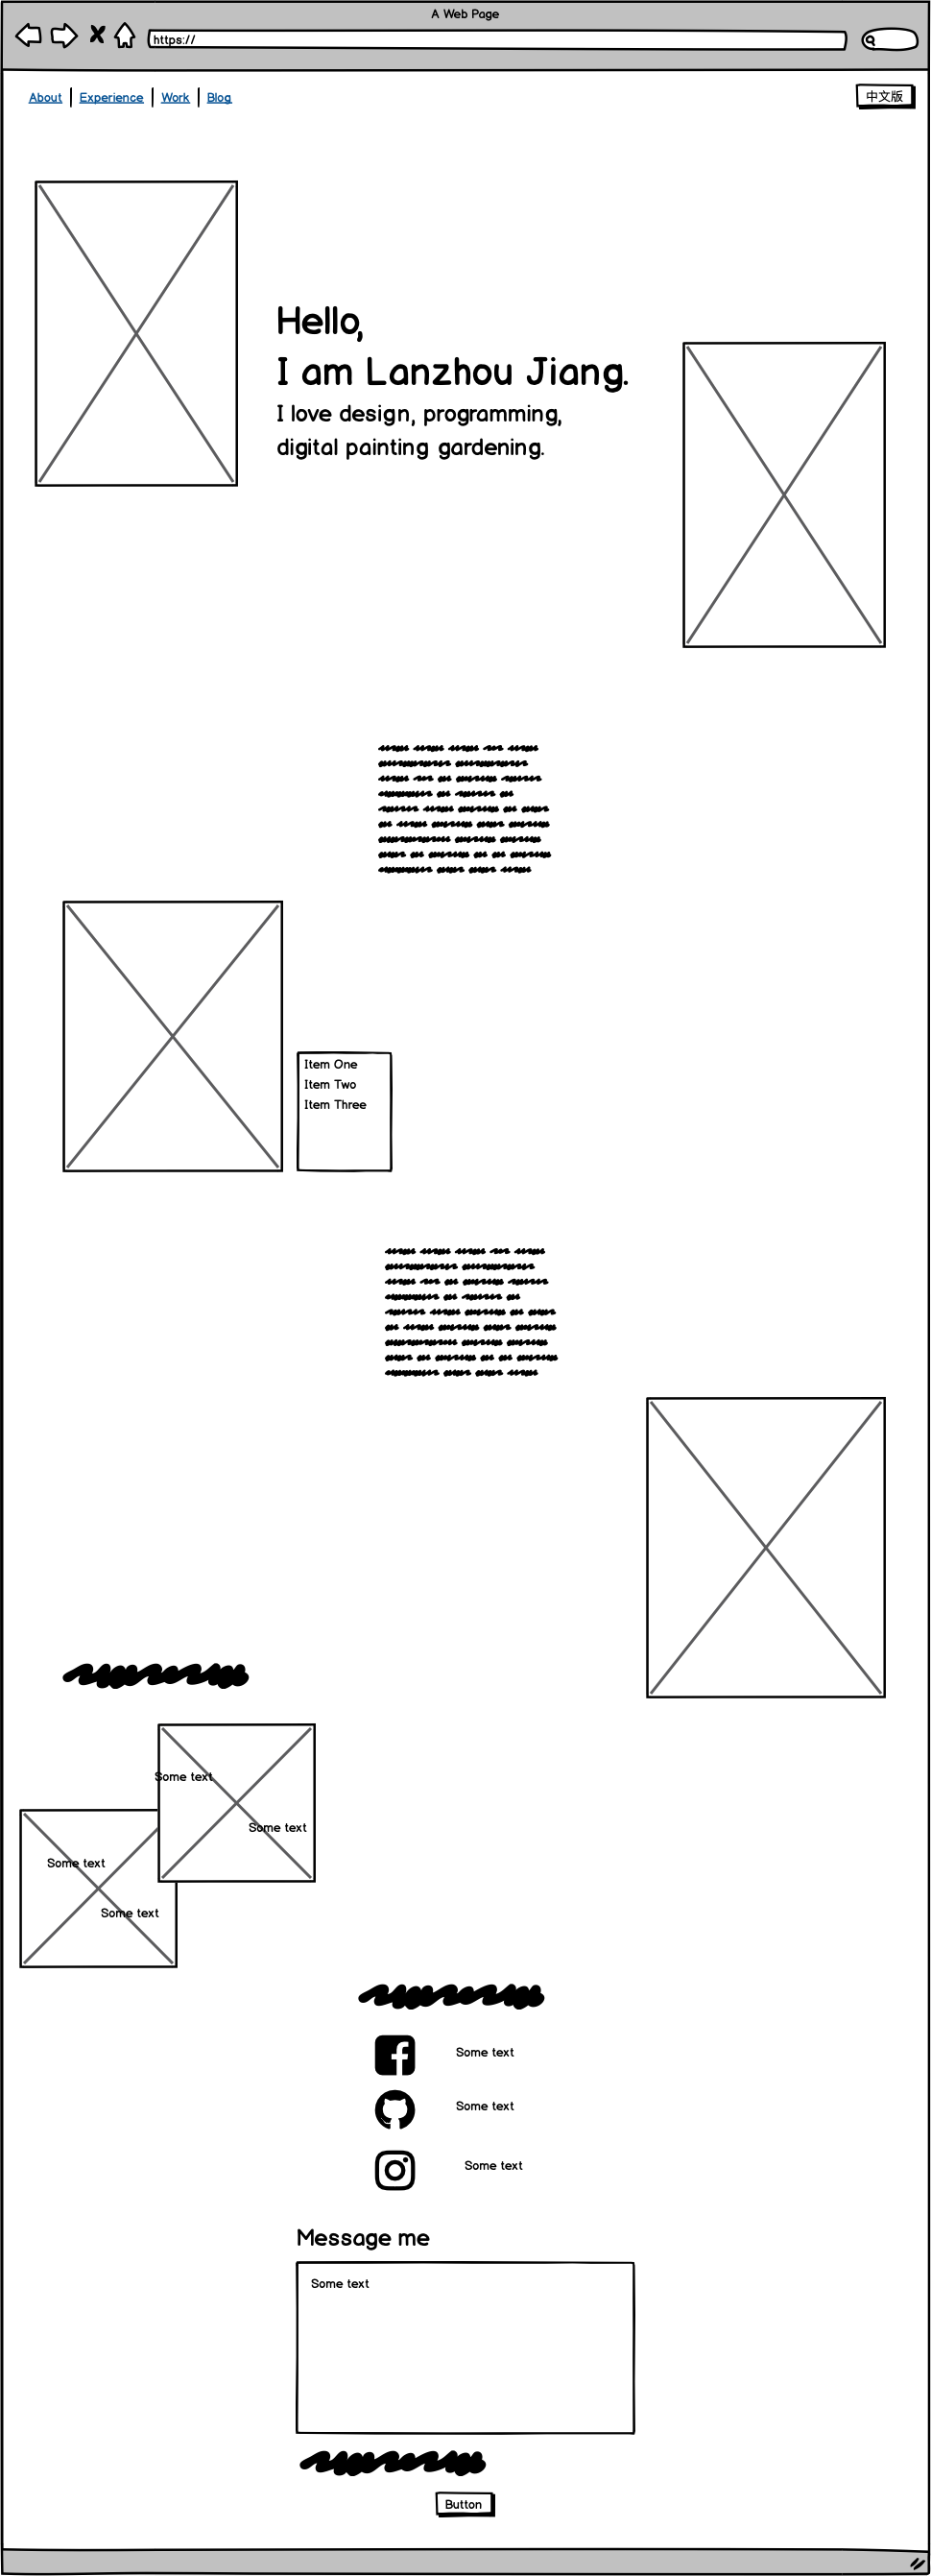 A Web Page
https://
About Experience Work Blog
中文版
Hello,
I am Lanzhou Jiang.
I love design, programming,
digital painting gardening.
Item One
Item Two
Item Three
Some text
Some text
Some text
Some text
Some text
Some text
Some text
Message me
Some text
Button